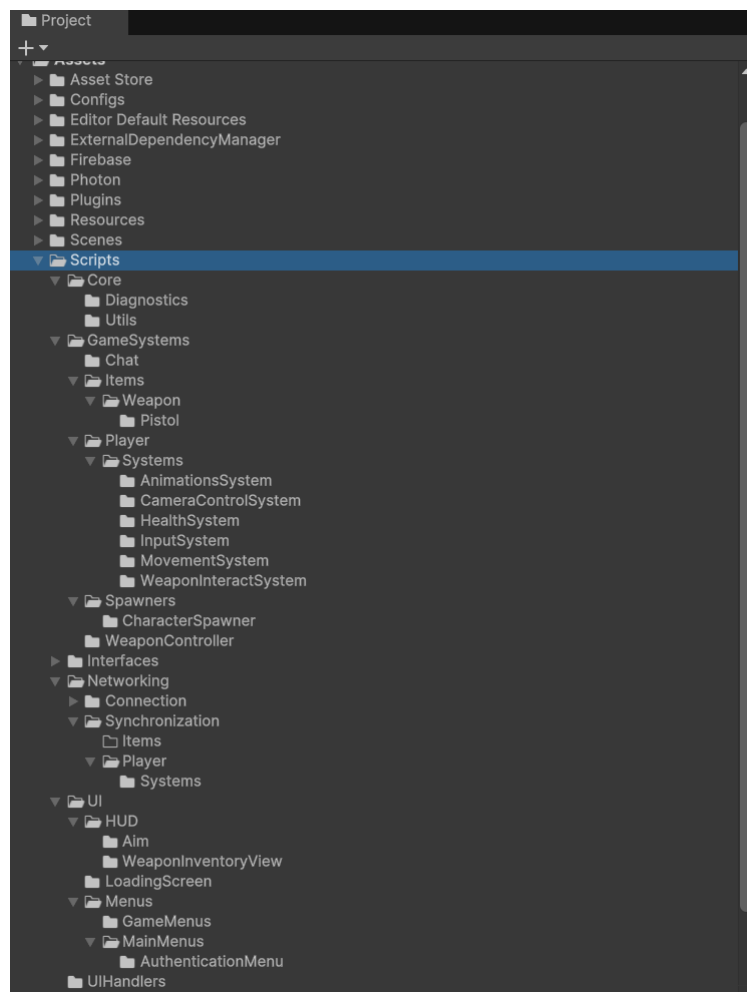 Project
Assets
Asset Store
Configs
Editor Default Resources
ExternalDependencyManager
Firebase
Photon
Plugins
Resources
Scenes
Scripts
Core
Diagnostics
Utils
GameSystems
Chat
Items
Weapon
Pistol
Player
Systems
AnimationsSystem
CameraControlSystem
HealthSystem
InputSystem
MovementSystem
WeaponInteractSystem
Spawners
CharacterSpawner
WeaponController
Interfaces
Networking
Connection
Synchronization
Items
Player
Systems
UI
HUD
Aim
WeaponInventoryView
LoadingScreen
Menus
GameMenus
MainMenus
AuthenticationMenu
UIHandlers